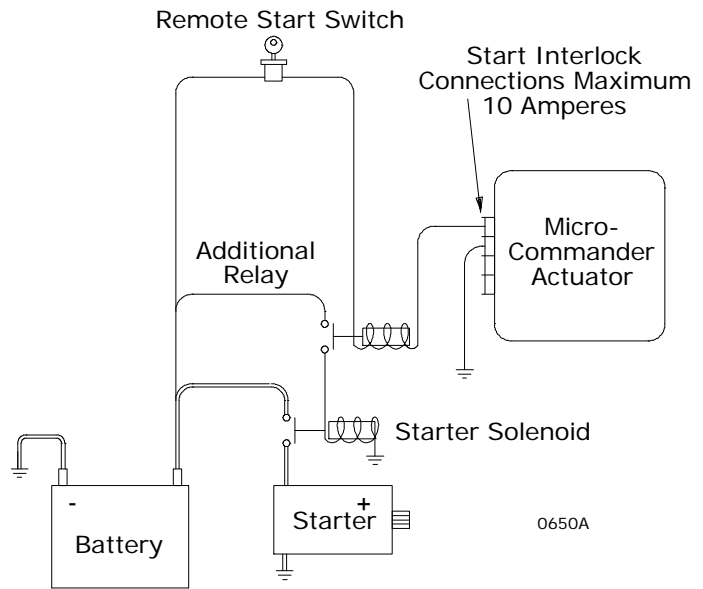 Remote Start Switch
Start Interlock
Connections Maximum
10 Amperes
Micro-
Commander
Actuator
Additional
Relay
Starter Solenoid
-
+
Starter
Battery
0650A